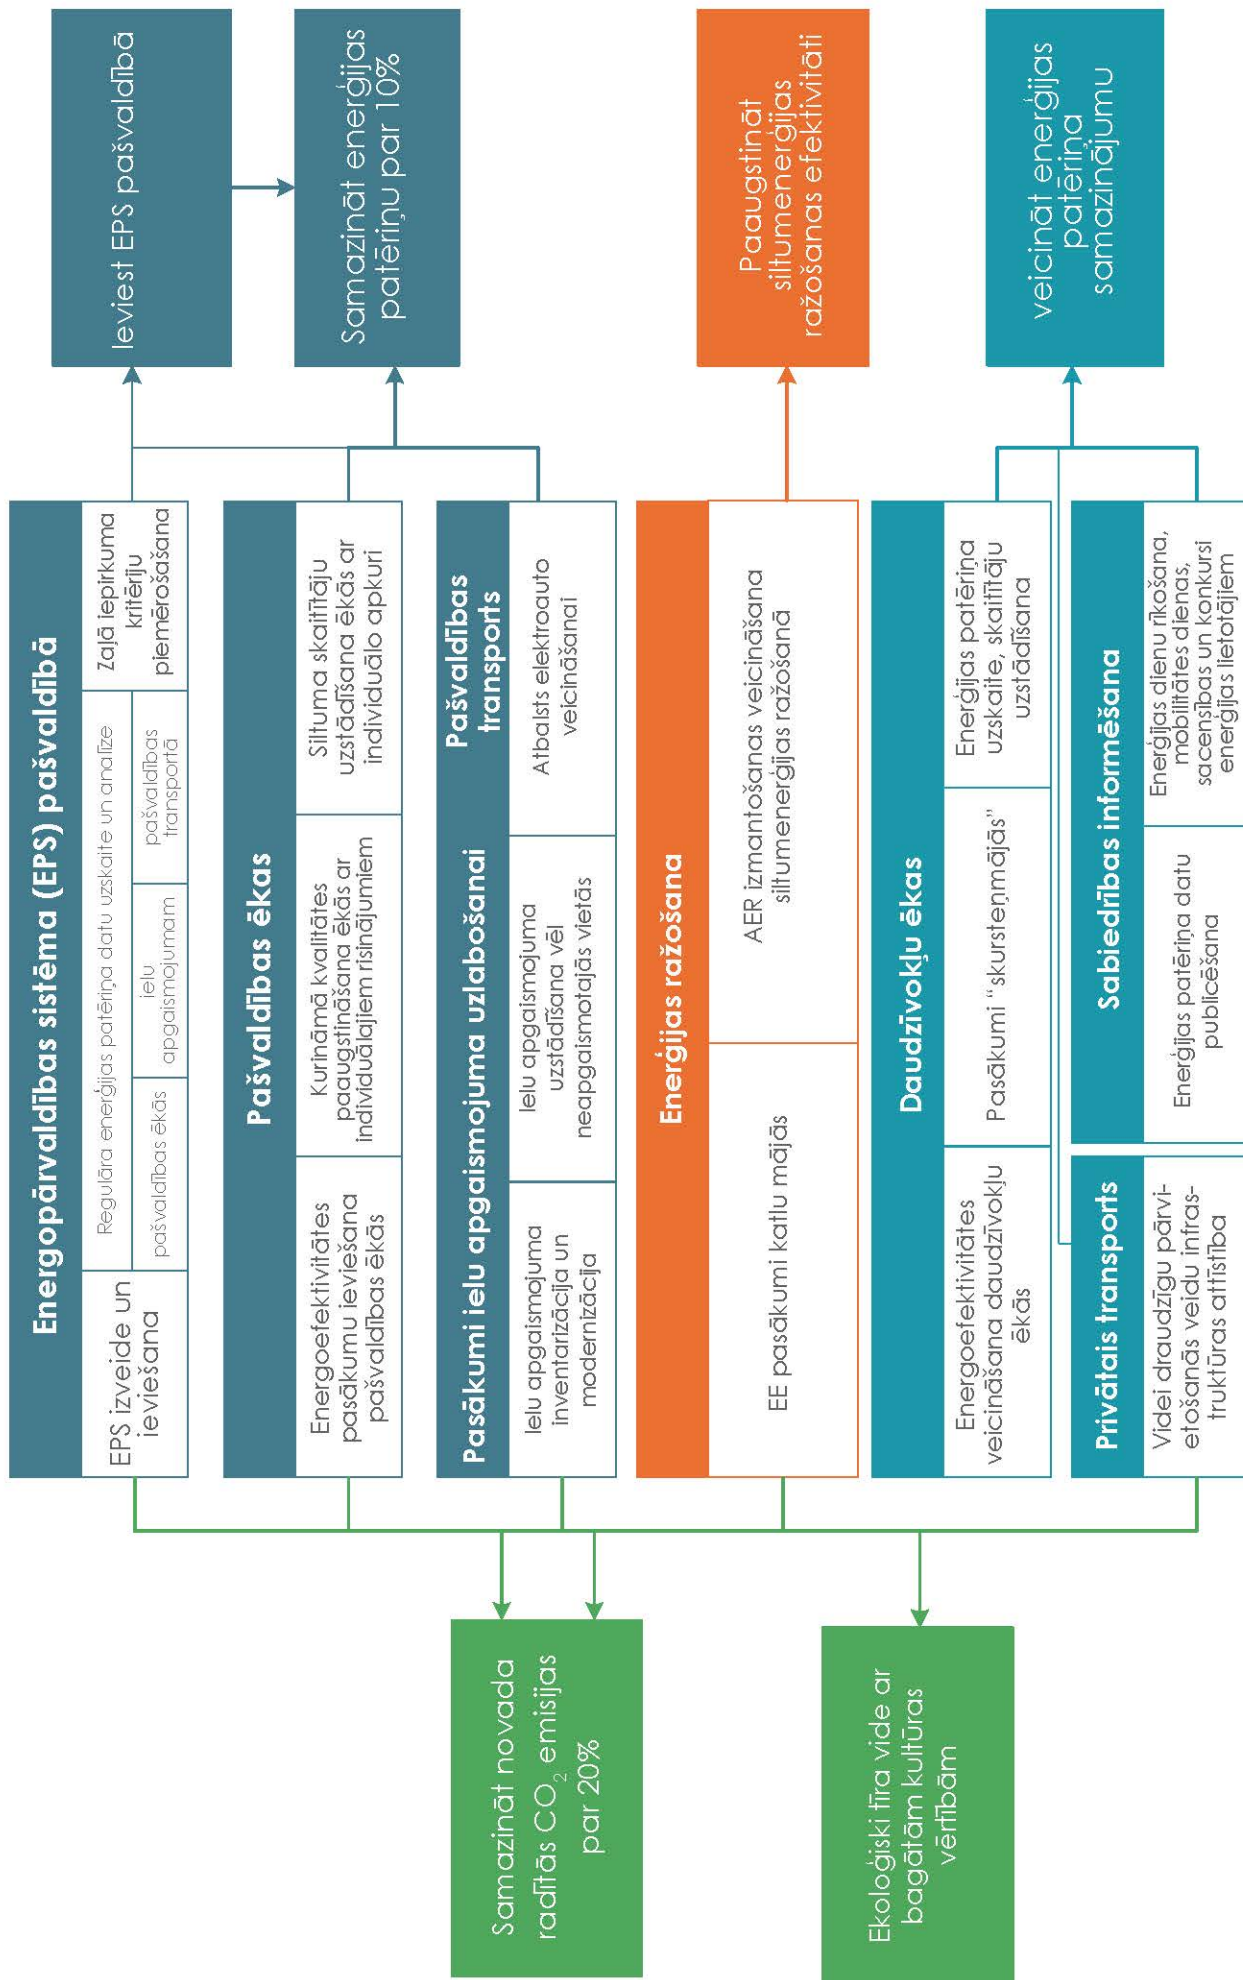 Ieviest EPS pašvaldībā
Samazināt enerģijas
patēriņu par 10%
Paaugstināt
siltumenerģijas
ražošanas efektivitāti
veicināt enerģijas
patēriņa
samazinājumu
Energopārvaldības sistēma (EPS) pašvaldībā
EPS izveide un
ieviešana
Regulāra enerģijas patēriņa datu uzskaite un analīze
pašvaldības ēkās
ielu
apgaismojumam
pašvaldības
transportā
Zaļā iepirkuma
kritēriju
piemērošašana
Pašvaldības ēkas
Energoefektivitātes
pasākumu ieviešana
pašvaldības ēkās
Kurināmā kvalitātes
paaugstināšana ēkās ar
individuālajiem risinājumiem
Siltuma skaitītāju
uzstādīšana ēkās ar
individuālo apkuri
Pasākumi ielu apgaismojuma uzlabošanai
Ielu apgaismojuma
inventarizācija un
modernizācija
Ielu apgaismojuma
uzstādīšana vēl
neapgaismotajās vietās
Pašvaldības
transports
Atbalsts elektroauto
veicināšanai
Enerģijas ražošana
EE pasākumi katlu mājās
AER izmantošanas veicināšana
siltumenerģijas ražošanā
Daudzīvokļu ēkas
Energoefektivitātes
veicināšana daudzīvokļu
ēkās
Pasākumi “skursteņmājās”
Enerģijas patēriņa
uzskaite, skaitītāju
uzstādīšana
Privātais transports
Videi draudzīgu pārvi-
etošanās veidu infras-
truktūras attīstība
Sabiedrības informēšana
Enerģijas patēriņa datu
publicēšana
Enerģijas dienu rīkošana,
mobilitātes dienas,
sacensības un konkursi
enerģijas lietotājiem
Samazināt novada
radītās CO₂ emisijas
par 20%
Ekoloģiski tīra vide ar
bagātām kultūras
vērtībām